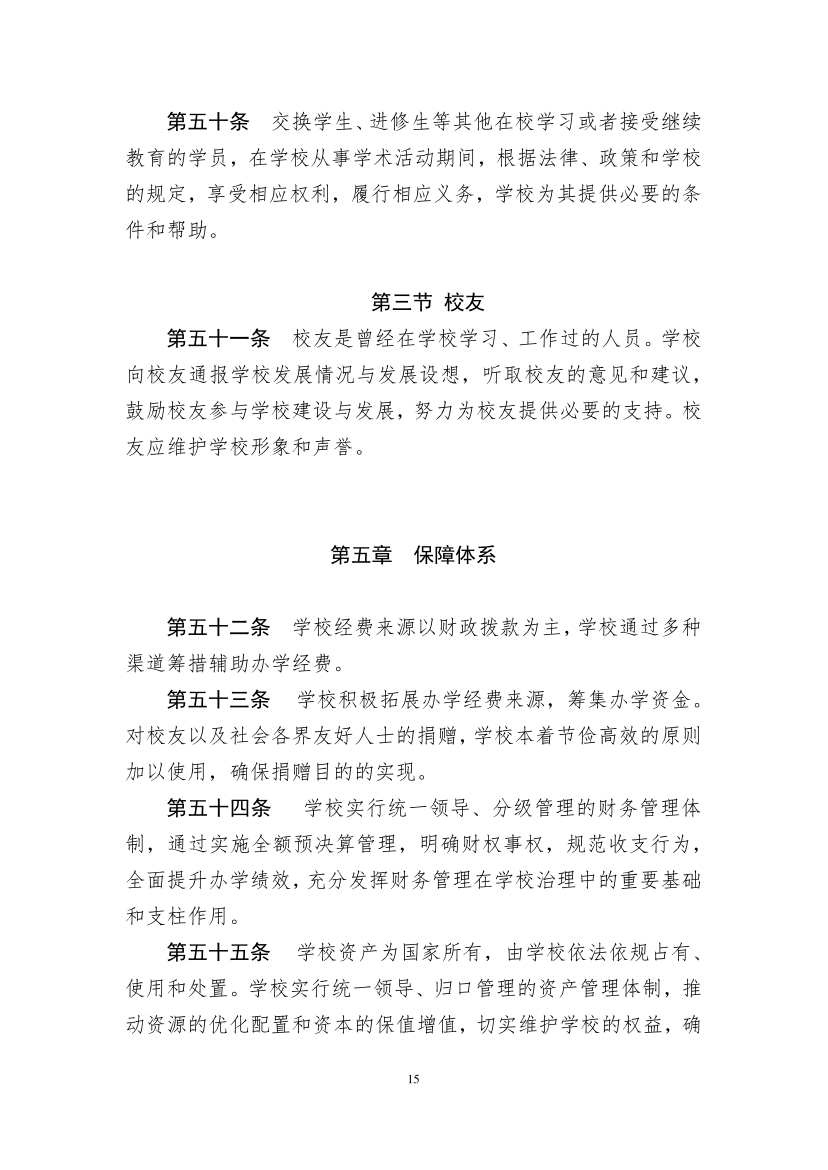 第五十条　交换学生、进修生等其他在校学习或者接受继续
教育的学员，在学校从事学术活动期间，根据法律、政策和学校
的规定，享受相应权利，履行相应义务，学校为其提供必要的条
件和帮助。
第三节 校友
第五十一条　校友是曾经在学校学习、工作过的人员。学校
向校友通报学校发展情况与发展设想，听取校友的意见和建议，
鼓励校友参与学校建设与发展，努力为校友提供必要的支持。校
友应维护学校形象和声誉。
第五章　保障体系
第五十二条　学校经费来源以财政拨款为主，学校通过多种
渠道筹措辅助办学经费。
第五十三条　学校积极拓展办学经费来源，筹集办学资金。
对校友以及社会各界友好人士的捐赠，学校本着节俭高效的原则
加以使用，确保捐赠目的的实现。
第五十四条　学校实行统一领导、分级管理的财务管理体
制，通过实施全额预决算管理，明确财权事权，规范收支行为，
全面提升办学绩效，充分发挥财务管理在学校治理中的重要基础
和支柱作用。
第五十五条　学校资产为国家所有，由学校依法依规占有、
使用和处置。学校实行统一领导、归口管理的资产管理体制，推
动资源的优化配置和资本的保值增值，切实维护学校的权益，确
15